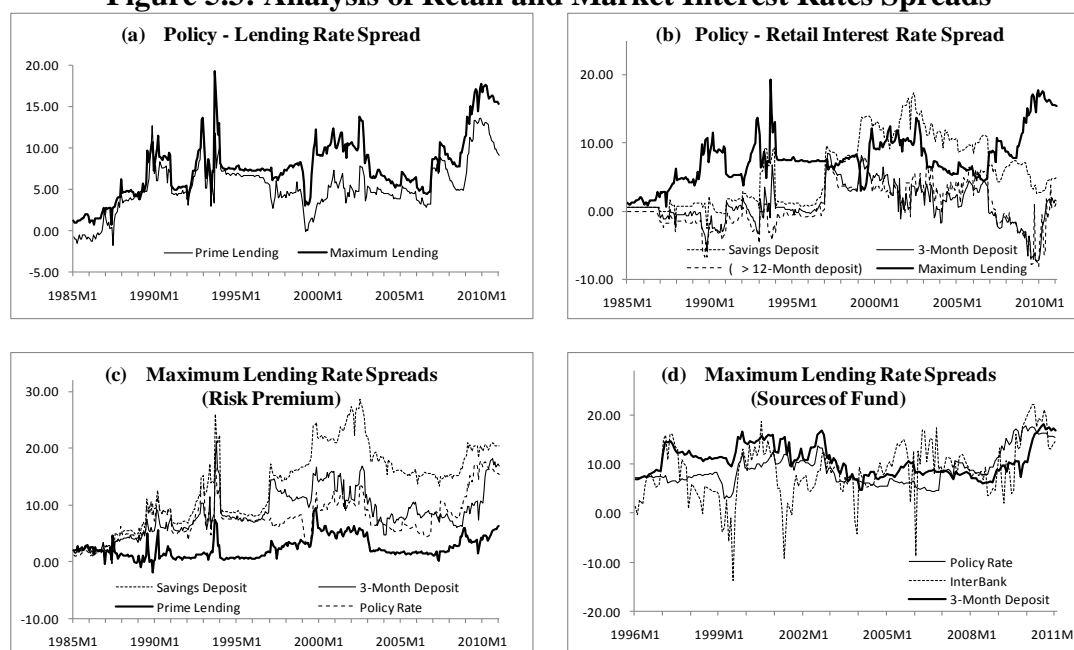 Figure 5.5: Analysis of Retail and Market Interest Rates Spreads
(a) Policy - Lending Rate Spread
20.00
15.00
10.00
5.00
0.00
-5.00
Prime Lending
Maximum Lending
1985M1 1990M1 1995M1 2000M1 2005M1 2010M1
(b) Policy - Retail Interest Rate Spread
20.00
10.00
0.00
-10.00
Savings Deposit
3-Month Deposit
( > 12-Month deposit)
Maximum Lending
1985M1 1990M1 1995M1 2000M1 2005M1 2010M1
(c) Maximum Lending Rate Spreads
(Risk Premium)
30.00
20.00
10.00
0.00
-10.00
Savings Deposit
3-Month Deposit
Prime Lending
Policy Rate
1985M1 1990M1 1995M1 2000M1 2005M1 2010M1
(d) Maximum Lending Rate Spreads
(Sources of Fund)
20.00
10.00
0.00
-10.00
-20.00
Policy Rate
InterBank
3-Month Deposit
1996M1 1999M1 2002M1 2005M1 2008M1 2011M